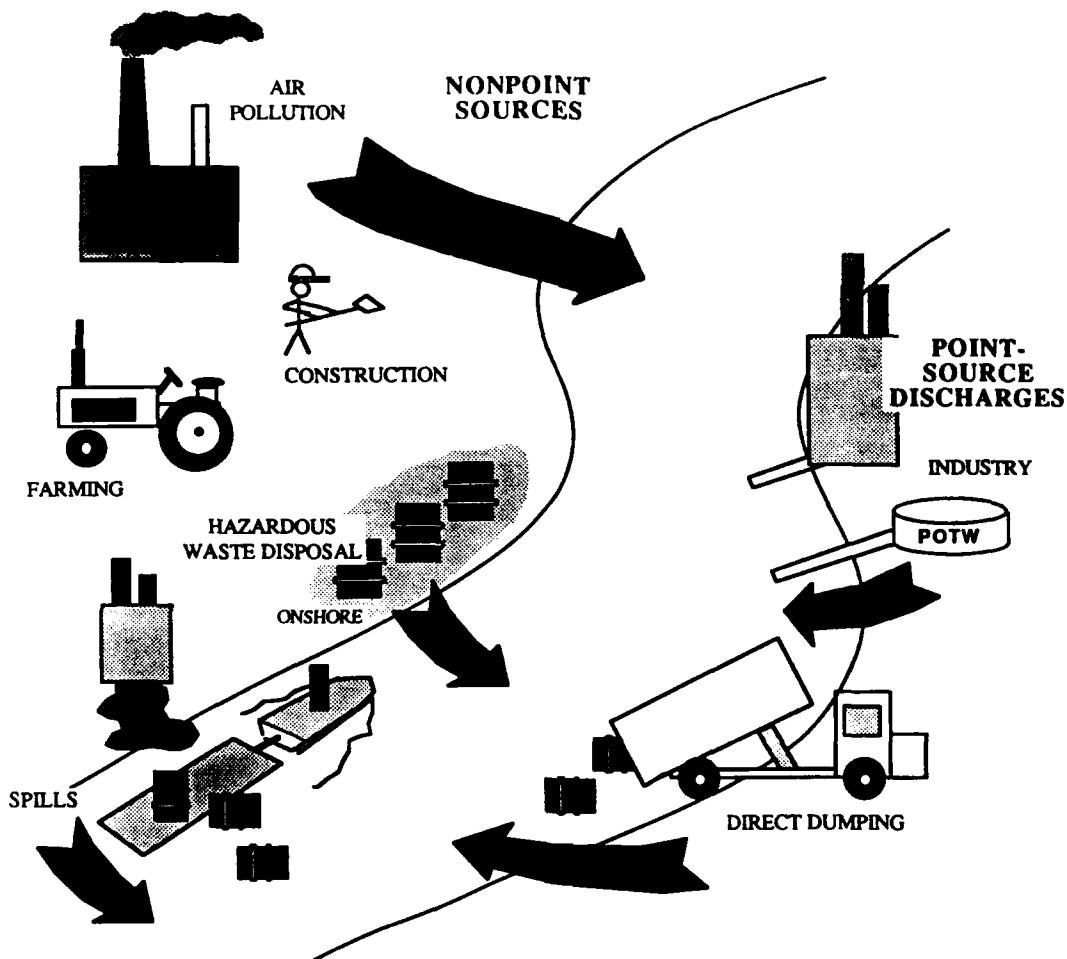 AIR
POLLUTION
NONPOINT
SOURCES
CONSTRUCTION
FARMING
POINT-
SOURCE
DISCHARGES
INDUSTRY
POTW
HAZARDOUS
WASTE DISPOSAL
ONSHORE
SPILLS
DIRECT DUMPING